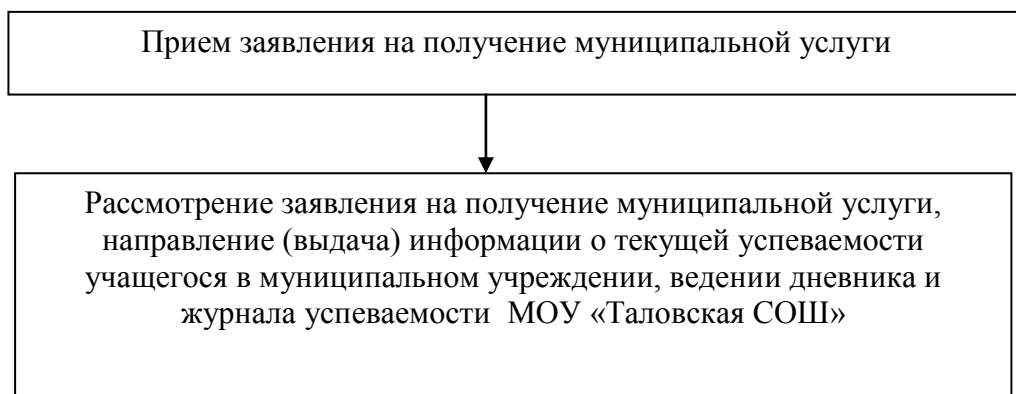 Прием заявления на получение муниципальной услуги
Рассмотрение заявления на получение муниципальной услуги,
направление (выдача) информации о текущей успеваемости
учащегося в муниципальном учреждении, ведении дневника и
журнала успеваемости МОУ «Таловская СОШ»